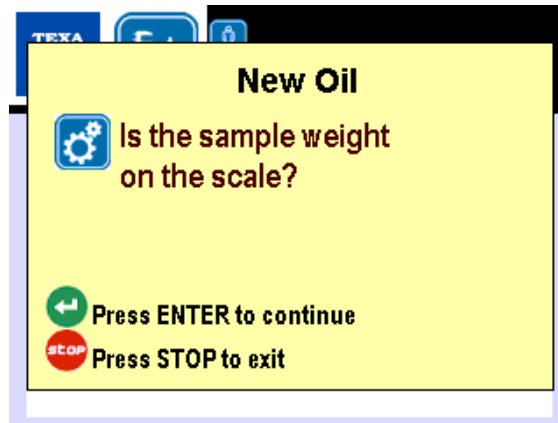 TEXA
New Oil
Is the sample weight
on the scale?
Press ENTER to continue
STOP
Press STOP to exit